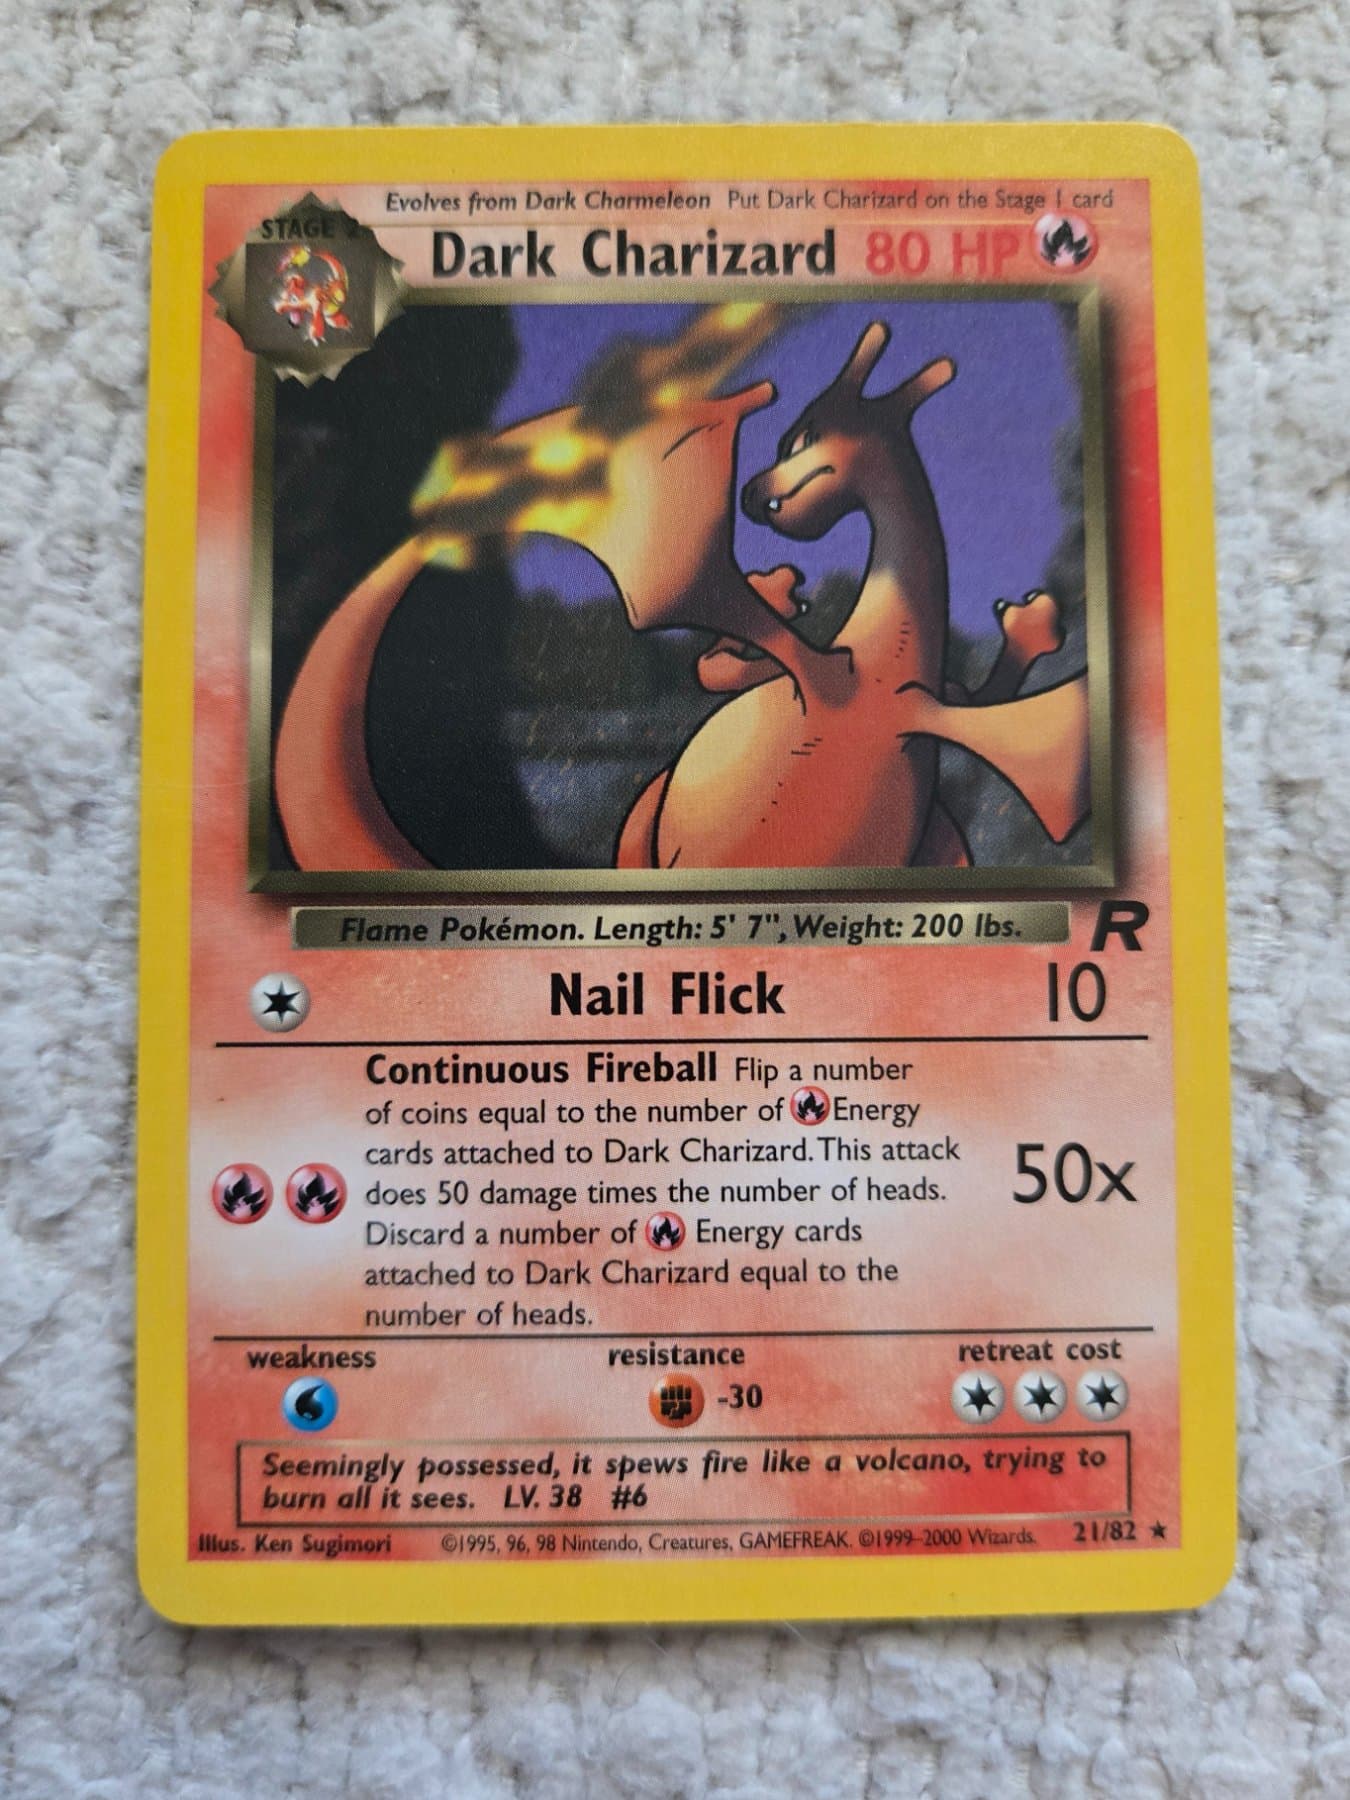 Evolves from Dark Charmeleon Put Dark Charizard on the Stage 1 card
STAGE 2
Dark Charizard 80 HP
Flame Pokémon. Length: 5' 7", Weight: 200 lbs.
R
Nail Flick 10
Continuous Fireball Flip a number
of coins equal to the number of Energy
cards attached to Dark Charizard. This attack
does 50 damage times the number of heads.
50x
Discard a number of Energy cards
attached to Dark Charizard equal to the
number of heads.
weakness resistance retreat cost
-30
Seemingly possessed, it spews fire like a volcano, trying to
burn all it sees. LV. 38 #6
Illus. Ken Sugimori ©1995, 96, 98 Nintendo, Creatures, GAMEFREAK. ©1999-2000 Wizards. 21/82 ★